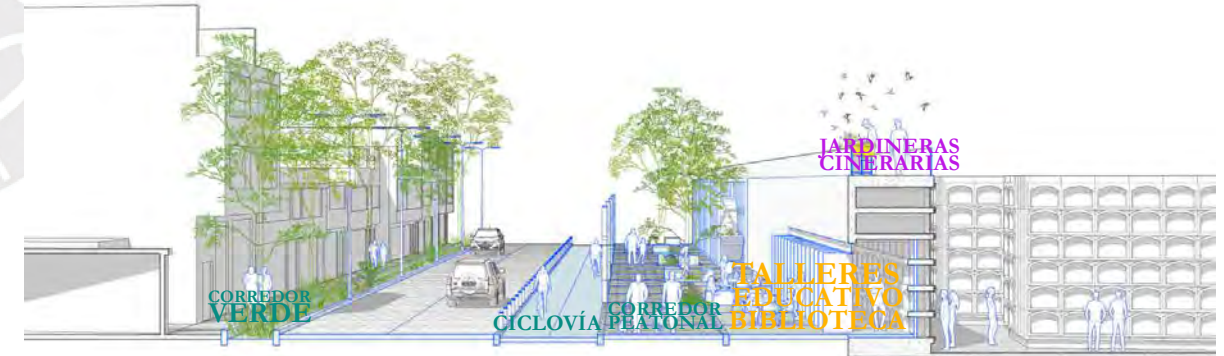 JARDINERAS
CINERARIAS
CORREDOR
VERDE
CICLOVÍA
CORREDOR
PEATONAL
TALLERES
EDUCATIVO
BIBLIOTECA